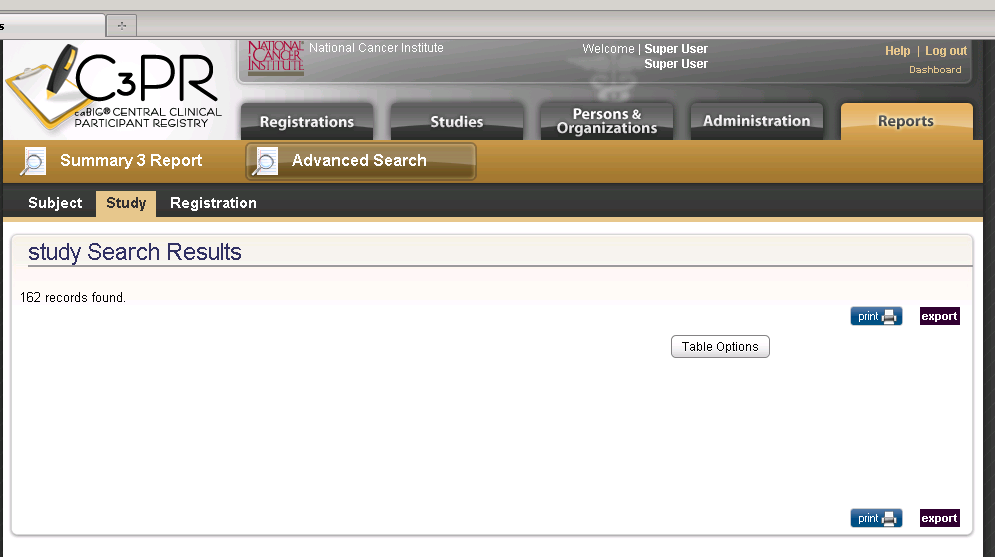 s
NATIONAL CANCER INSTITUTE
National Cancer Institute
Welcome | Super User
Super User
Help | Log out
Dashboard
C3PR
caBIG® CENTRAL CLINICAL
PARTICIPANT REGISTRY
Registrations
Studies
Persons &
Organizations
Administration
Reports
Summary 3 Report
Advanced Search
Subject
Study
Registration
study Search Results
162 records found.
print
export
Table Options
print
export